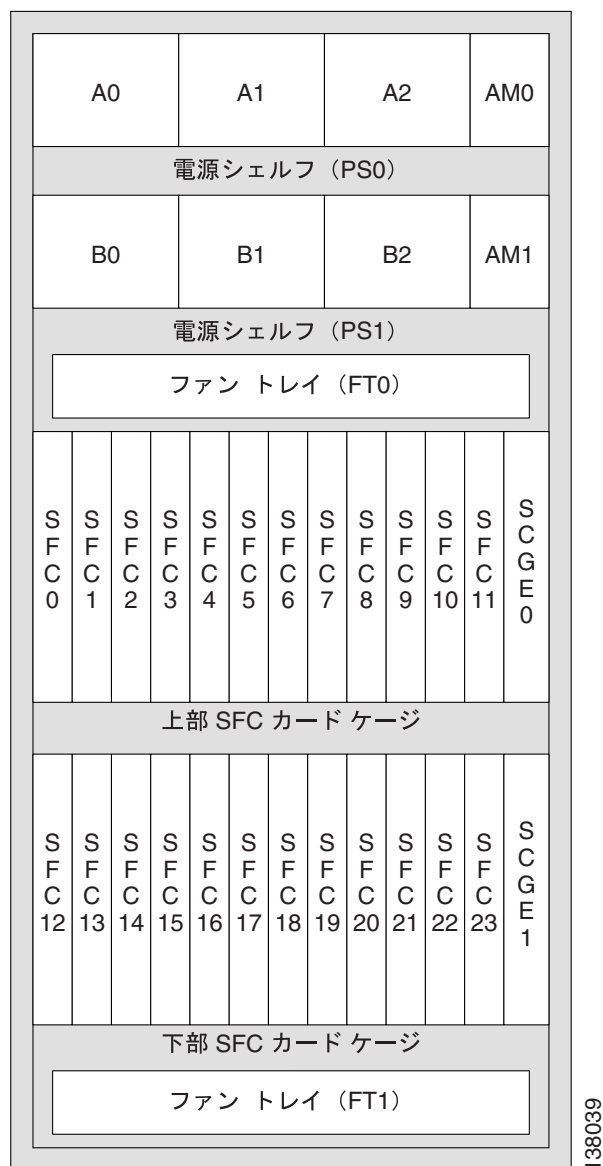 A0 A1 A2 AM0
電源シェルフ（PS0）
B0 B1 B2 AM1
電源シェルフ（PS1）
ファン トレイ（FT0）
SFC0 SFC1 SFC2 SFC3 SFC4 SFC5 SFC6 SFC7 SFC8 SFC9 SFC10 SFC11 SCGE0
上部 SFC カード ケージ
SFC12 SFC13 SFC14 SFC15 SFC16 SFC17 SFC18 SFC19 SFC20 SFC21 SFC22 SFC23 SCGE1
下部 SFC カード ケージ
ファン トレイ（FT1）
138039